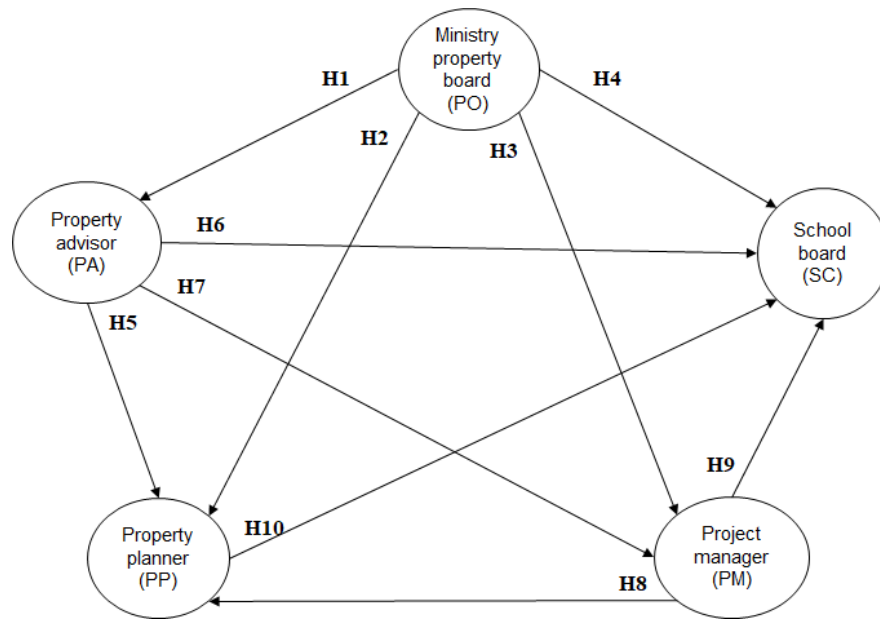 Ministry
property
board
(PO)
H1
H4
H2
H3
Property
advisor
(PA)
H6
School
board
(SC)
H7
H5
H9
H10
Property
planner
(PP)
Project
manager
(PM)
H8